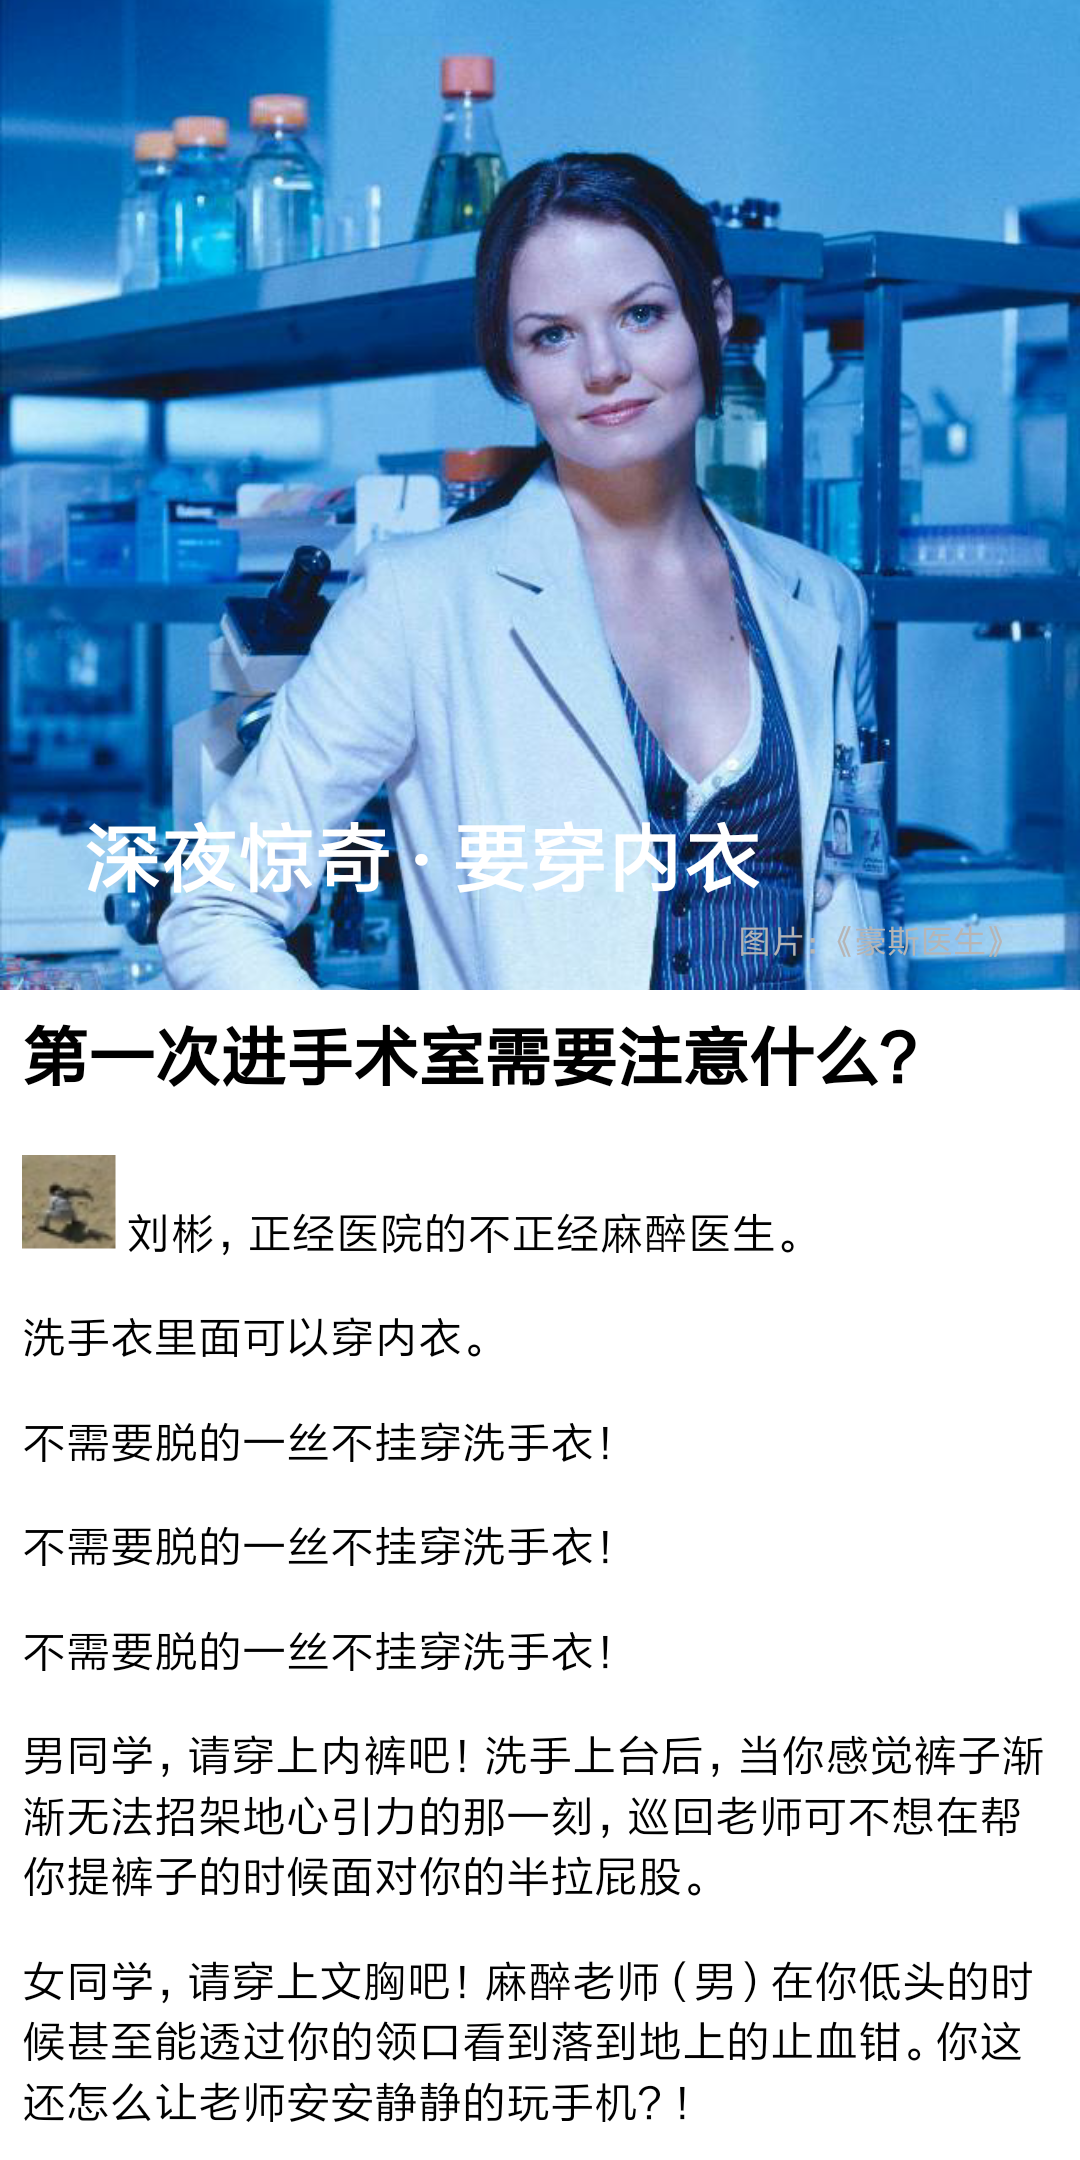 深夜惊奇 · 要穿内衣
图片：《豪斯医生》
第一次进手术室需要注意什么？
刘彬，正经医院的不正经麻醉医生。
洗手衣里面可以穿内衣。
不需要脱的一丝不挂穿洗手衣！
不需要脱的一丝不挂穿洗手衣！
不需要脱的一丝不挂穿洗手衣！
男同学，请穿上内裤吧！洗手上台后，当你感觉裤子渐
渐无法招架地心引力的那一刻，巡回老师可不想在帮
你提裤子的时候面对你的半拉屁股。
女同学，请穿上文胸吧！麻醉老师（男）在你低头的时
候甚至能透过你的领口看到落到地上的止血钳。你这
还怎么让老师安安静静的玩手机？！